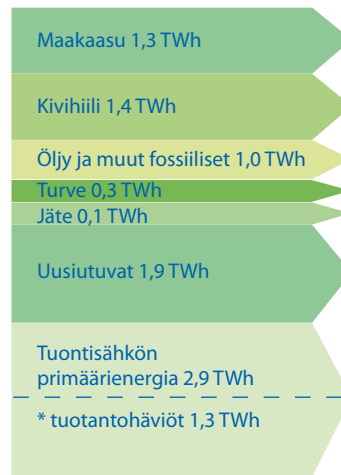 Maakaasu 1,3 TWh
Kivihiili 1,4 TWh
Öljy ja muut fossiiliset 1,0 TWh
Turve 0,3 TWh
Jäte 0,1 TWh
Uusiutuvat 1,9 TWh
Tuontisähkön
primäärienergia 2,9 TWh
* tuotantohäviöt 1,3 TWh